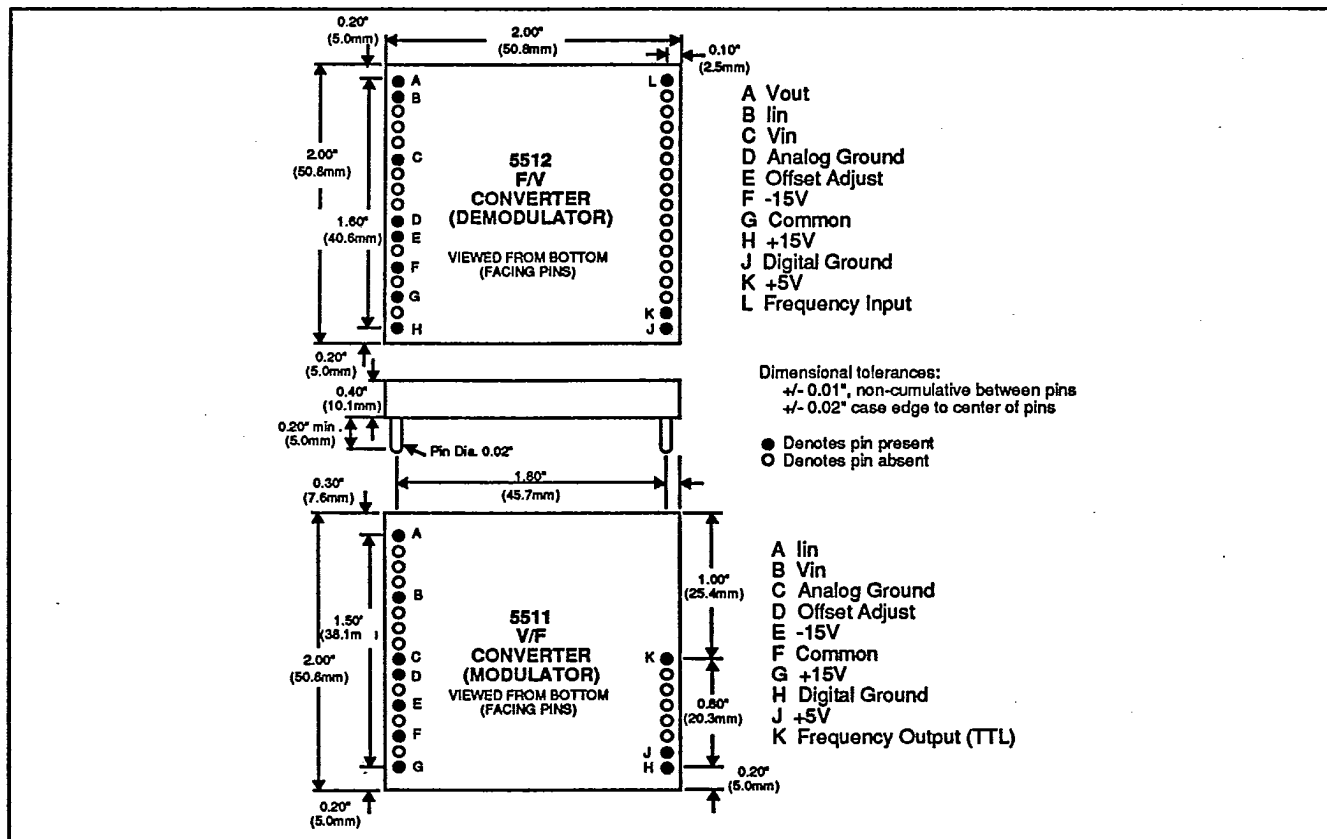 0.20"
(5.0mm)
2.00"
(50.8mm)
0.10"
(2.5mm)
2.00"
(50.8mm)
1.60"
(40.6mm)
A
B
C
D
E
F
G
H
L
K
J
5512
F/V
CONVERTER
(DEMODULATOR)
VIEWED FROM BOTTOM
(FACING PINS)
A Vout
B Iin
C Vin
D Analog Ground
E Offset Adjust
F -15V
G Common
H +15V
J Digital Ground
K +5V
L Frequency Input
0.20"
(5.0mm)
0.40"
(10.1mm)
0.20" min .
(5.0mm)
Pin Dia. 0.02"
1.80"
(45.7mm)
Dimensional tolerances:
+/- 0.01", non-cumulative between pins
+/- 0.02" case edge to center of pins
● Denotes pin present
O Denotes pin absent
0.30"
(7.6mm)
1.50"
(38.1m
2.00"
(50.8mm)
A
B
C
D
E
F
G
K
J
H
5511
V/F
CONVERTER
(MODULATOR)
VIEWED FROM BOTTOM
(FACING PINS)
1.00"
(25.4mm)
0.80"
(20.3mm)
0.20"
(5.0mm)
0.20"
(5.0mm)
A Iin
B Vin
C Analog Ground
D Offset Adjust
E -15V
F Common
G +15V
H Digital Ground
J +5V
K Frequency Output (TTL)